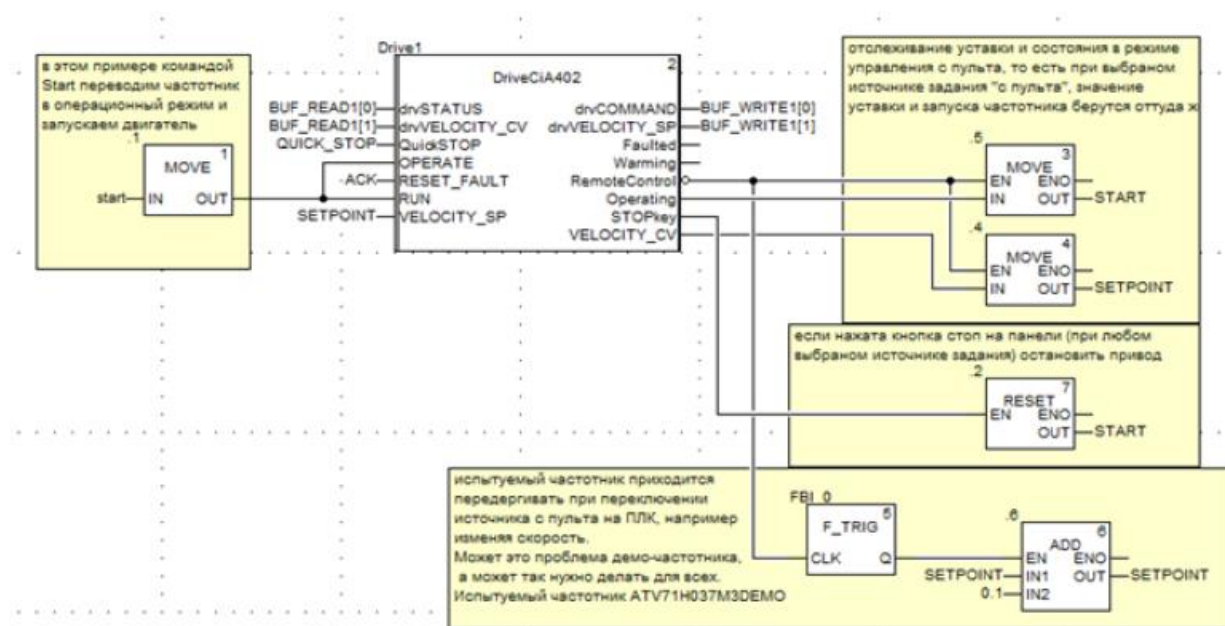 в этом примере командой
Start переводим частотник
в операционный режим и
запускаем двигатель
.1
MOVE 1
start IN OUT
Drive1
DriveCiA402 2
BUF_READ1[0] drvSTATUS drvCOMMAND BUF_WRITE1[0]
BUF_READ1[1] drvVELOCITY_CV drvVELOCITY_SP BUF_WRITE1[1]
QUICK_STOP QuickSTOP Faulted
OPERATE Warming
ACK RESET_FAULT RemoteControl
RUN Operating
SETPOINT VELOCITY_SP STOPkey
VELOCITY_CV
отслеживание уставки и состояния в режиме
управления с пульта, то есть при выбраном
источнике задания "с пульта", значение
уставки и запуска частотника берутся оттуда ж
.5
MOVE 3
EN ENO
IN OUT START
.4
MOVE 4
EN ENO
IN OUT SETPOINT
если нажата кнопка стоп на панели (при любом
выбраном источнике задания) остановить привод
.2
RESET 7
EN ENO
OUT START
испытуемый частотник приходится
передергивать при переключении
источника с пульта на ПЛК, например
изменяя скорость.
Может это проблема демо-частотника,
а может так нужно делать для всех.
Испытуемый частотник ATV71H037M3DEMO
FBI_0
F_TRIG 5
CLK Q
.6
ADD 6
EN ENO
SETPOINT IN1 OUT SETPOINT
0.1 IN2